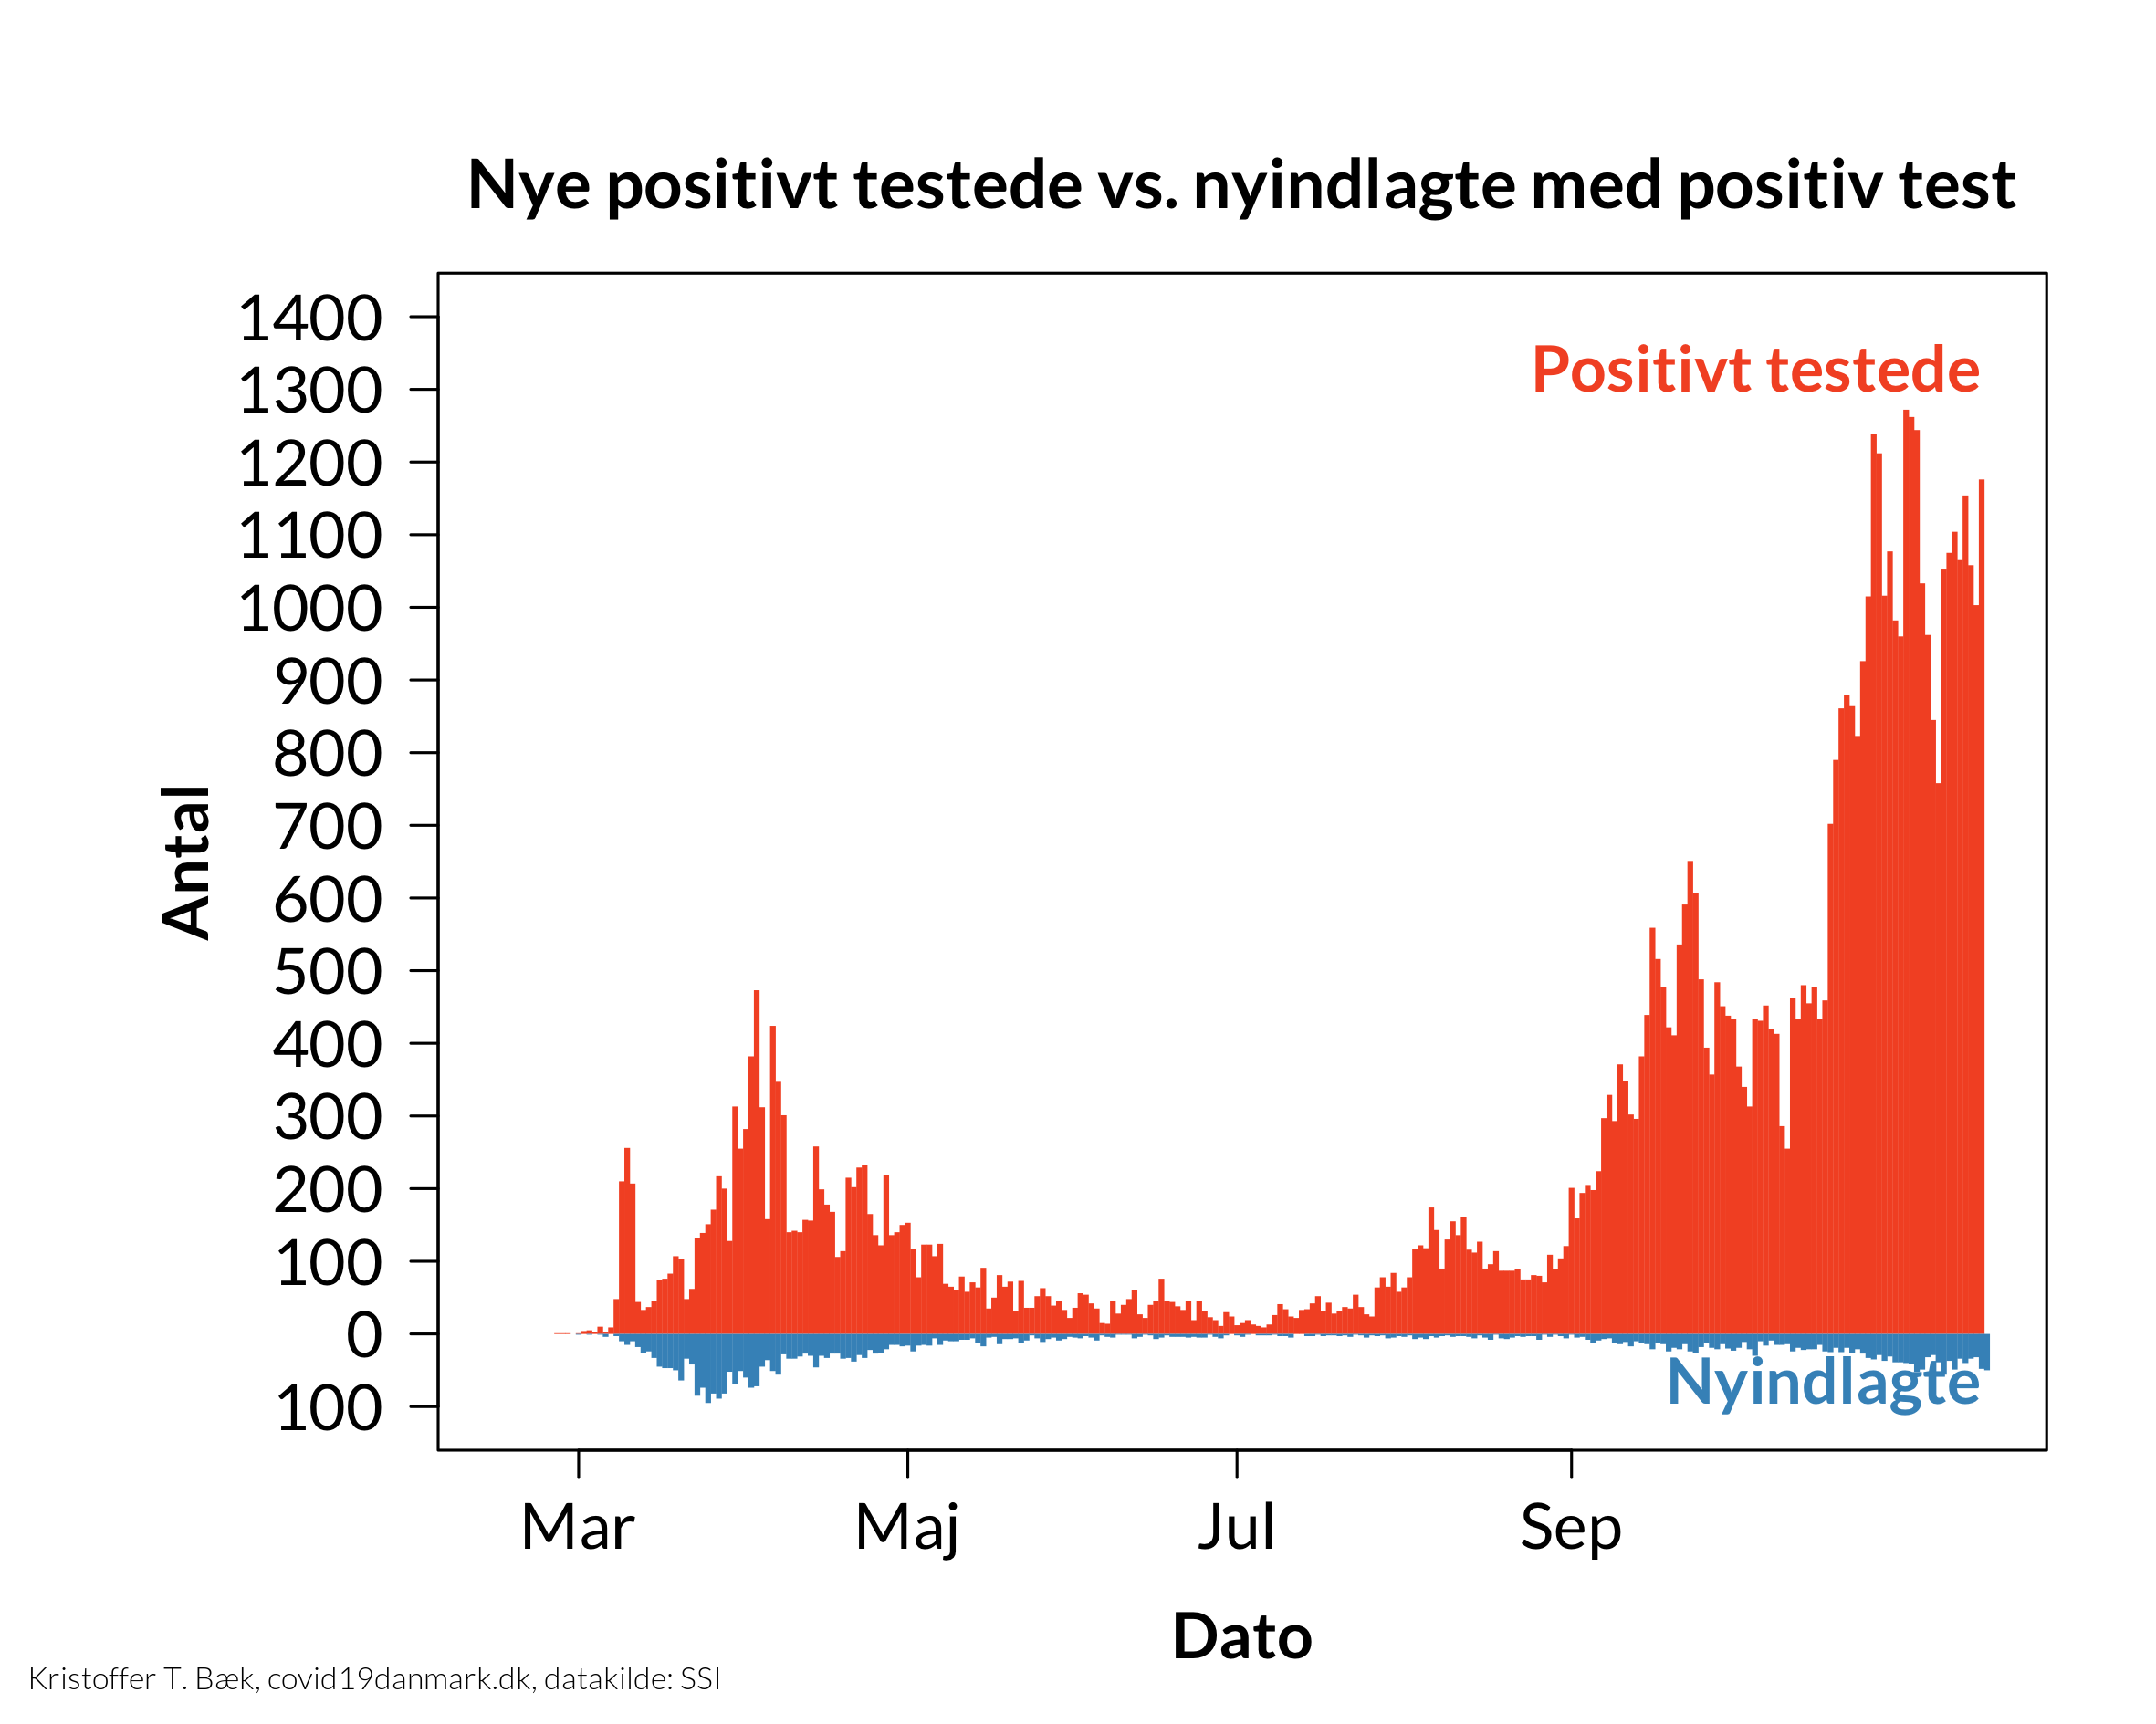 Nye positivt testede vs. nyindlagte med positiv test
Positivt testede
1400
1300
1200
1100
1000
900
800
700
600
500
400
300
200
100
0
100
Antal
Nyindlagte
Mar Maj Jul Sep
Dato
Kristoffer T. Bæk, covid19danmark.dk, datakilde: SSI